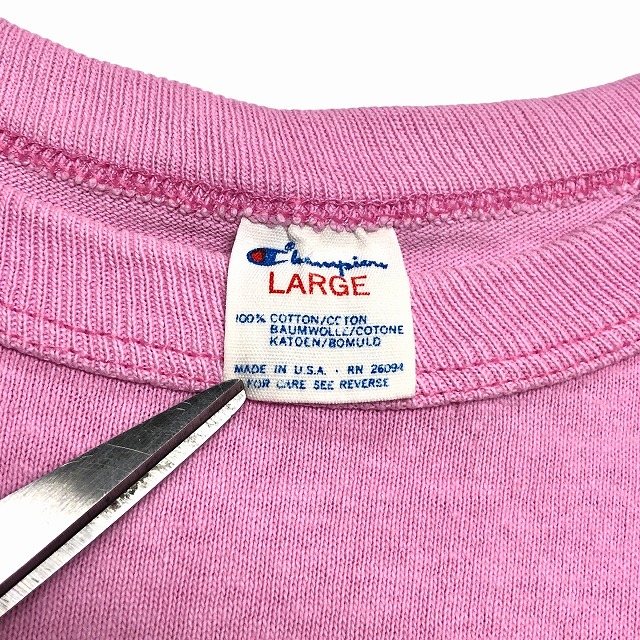 Champion
LARGE
100% COTTON/COTON
BAUMWOLLE/COTONE
KATOEN/BOMULD
MADE IN U.S.A. · RN 26094
FOR CARE SEE REVERSE